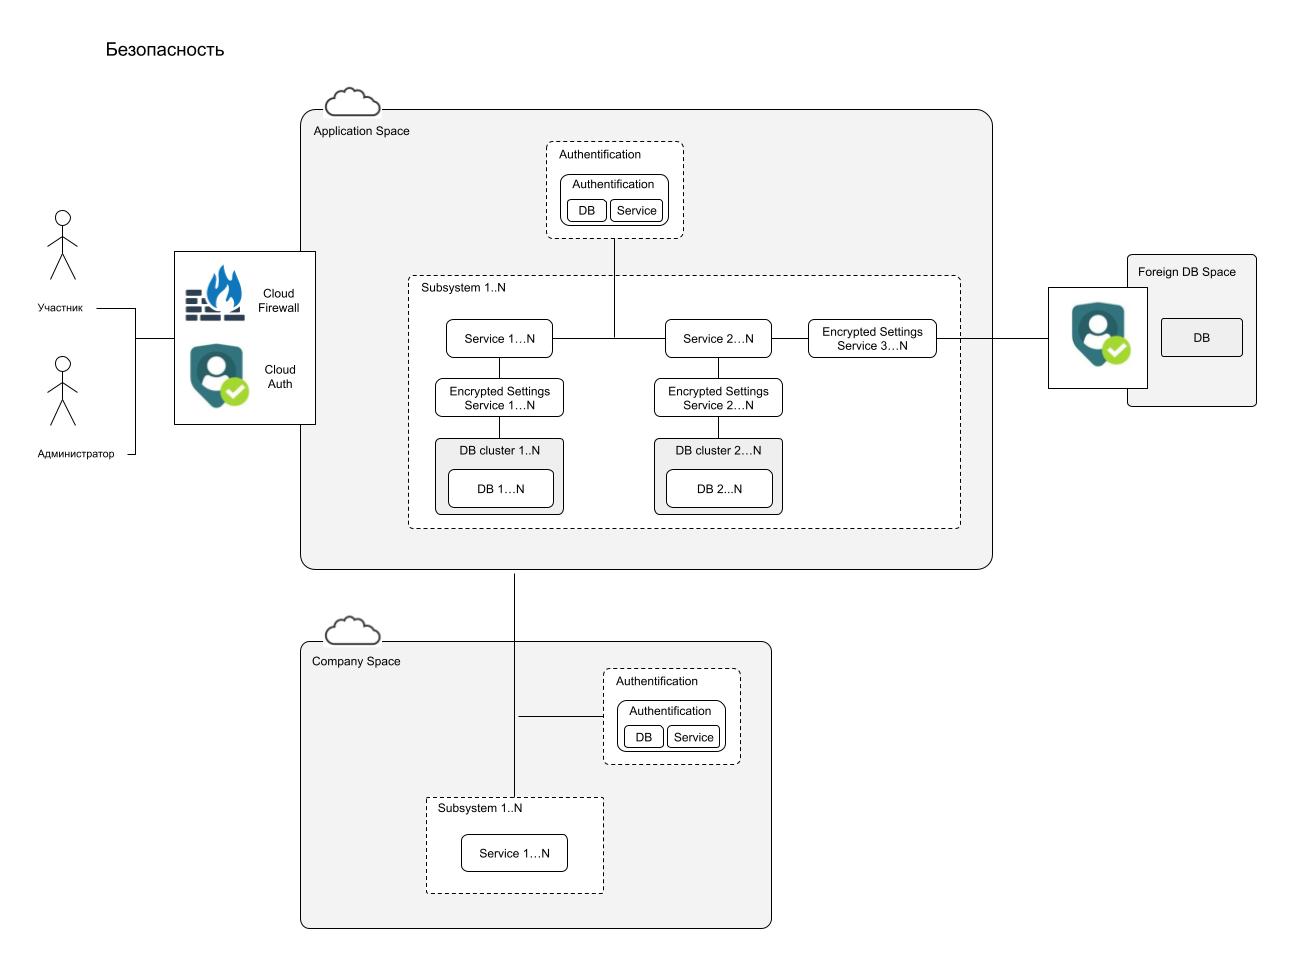 Безопасность
Application Space
Authentification
Authentification
DB
Service
Участник
Администратор
Cloud
Firewall
Cloud
Auth
Subsystem 1..N
Service 1…N
Service 2…N
Encrypted Settings
Service 3…N
Encrypted Settings
Service 1…N
Encrypted Settings
Service 2…N
DB cluster 1..N
DB 1…N
DB cluster 2…N
DB 2...N
Foreign DB Space
DB
Company Space
Authentification
Authentification
DB
Service
Subsystem 1..N
Service 1…N